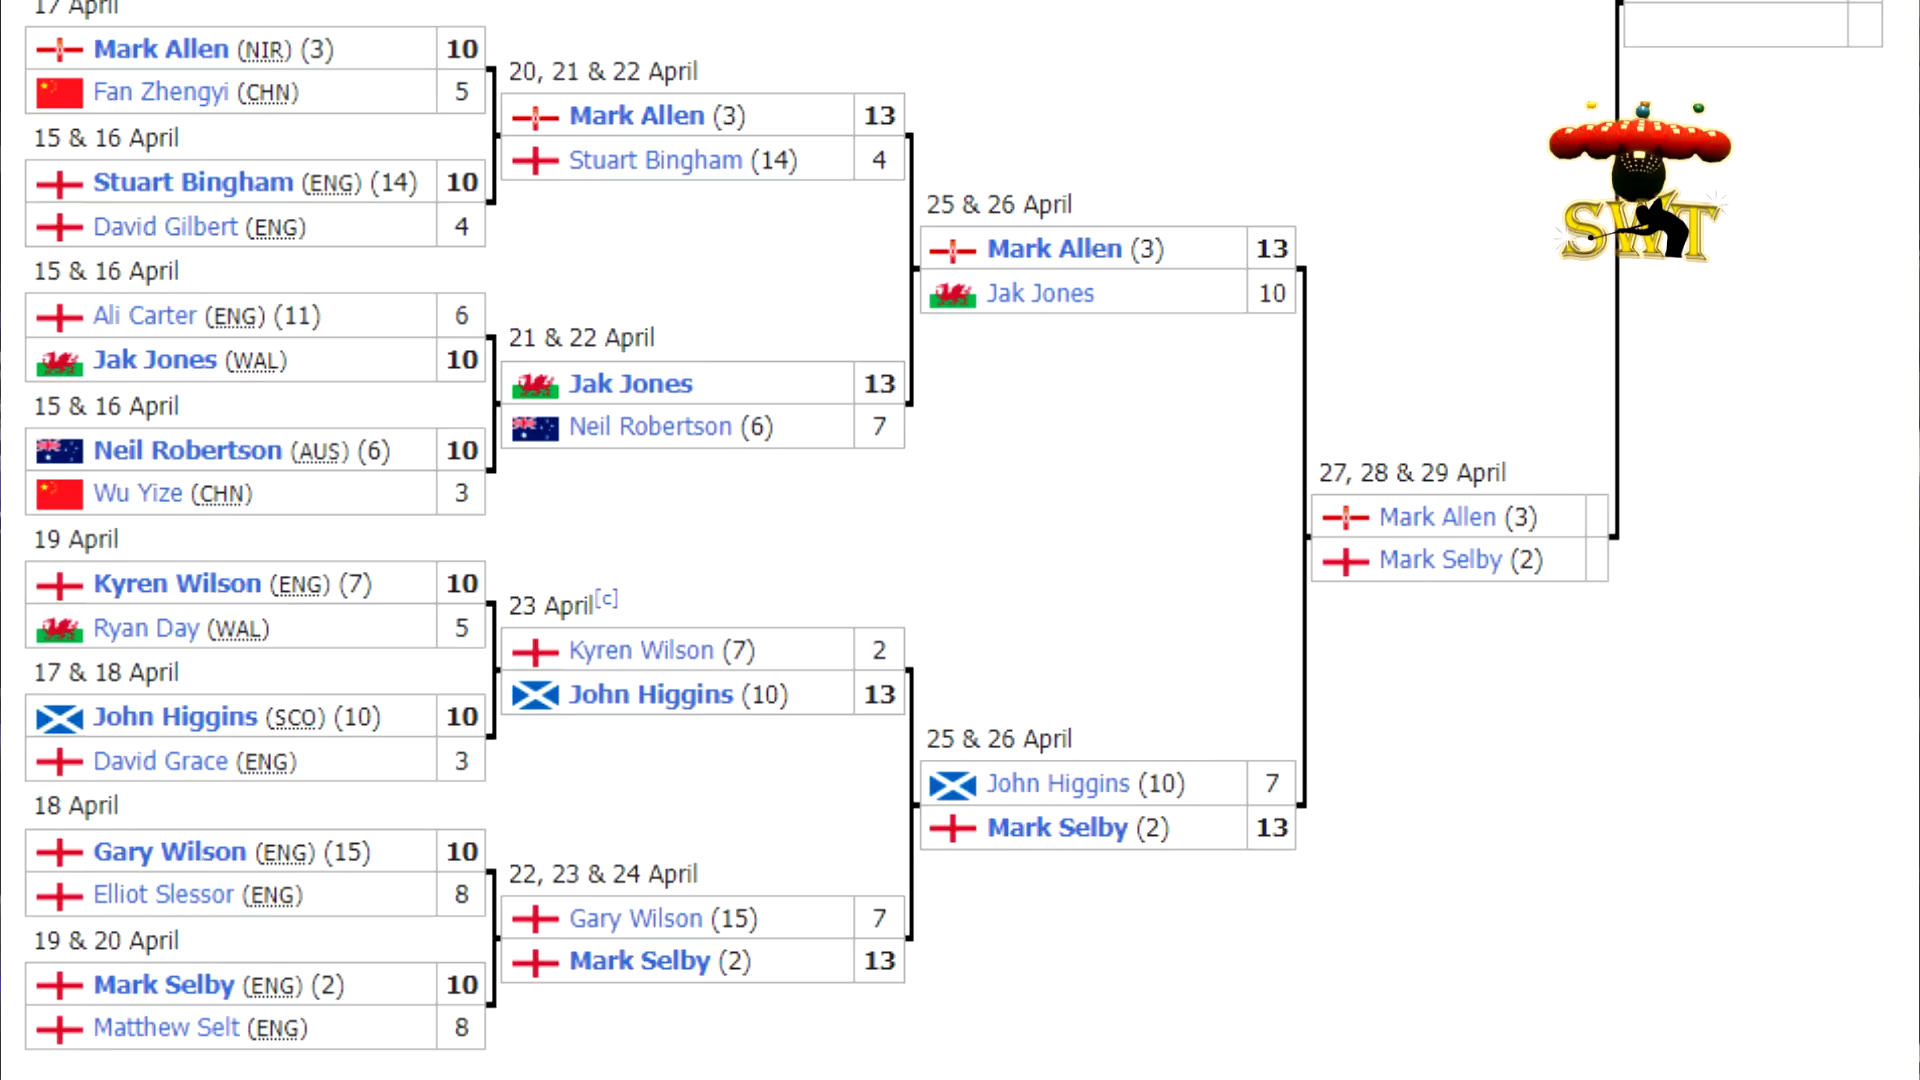 17 April
Mark Allen (NIR) (3) 10
Fan Zhengyi (CHN) 5
15 & 16 April
Stuart Bingham (ENG) (14) 10
David Gilbert (ENG) 4
15 & 16 April
Ali Carter (ENG) (11) 6
Jak Jones (WAL) 10
15 & 16 April
Neil Robertson (AUS) (6) 10
Wu Yize (CHN) 3
19 April
Kyren Wilson (ENG) (7) 10
Ryan Day (WAL) 5
17 & 18 April
John Higgins (SCO) (10) 10
David Grace (ENG) 3
18 April
Gary Wilson (ENG) (15) 10
Elliot Slessor (ENG) 8
19 & 20 April
Mark Selby (ENG) (2) 10
Matthew Selt (ENG) 8
20, 21 & 22 April
Mark Allen (3) 13
Stuart Bingham (14) 4
21 & 22 April
Jak Jones 13
Neil Robertson (6) 7
23 April[c]
Kyren Wilson (7) 2
John Higgins (10) 13
22, 23 & 24 April
Gary Wilson (15) 7
Mark Selby (2) 13
25 & 26 April
Mark Allen (3) 13
Jak Jones 10
25 & 26 April
John Higgins (10) 7
Mark Selby (2) 13
27, 28 & 29 April
Mark Allen (3)
Mark Selby (2)
SWT